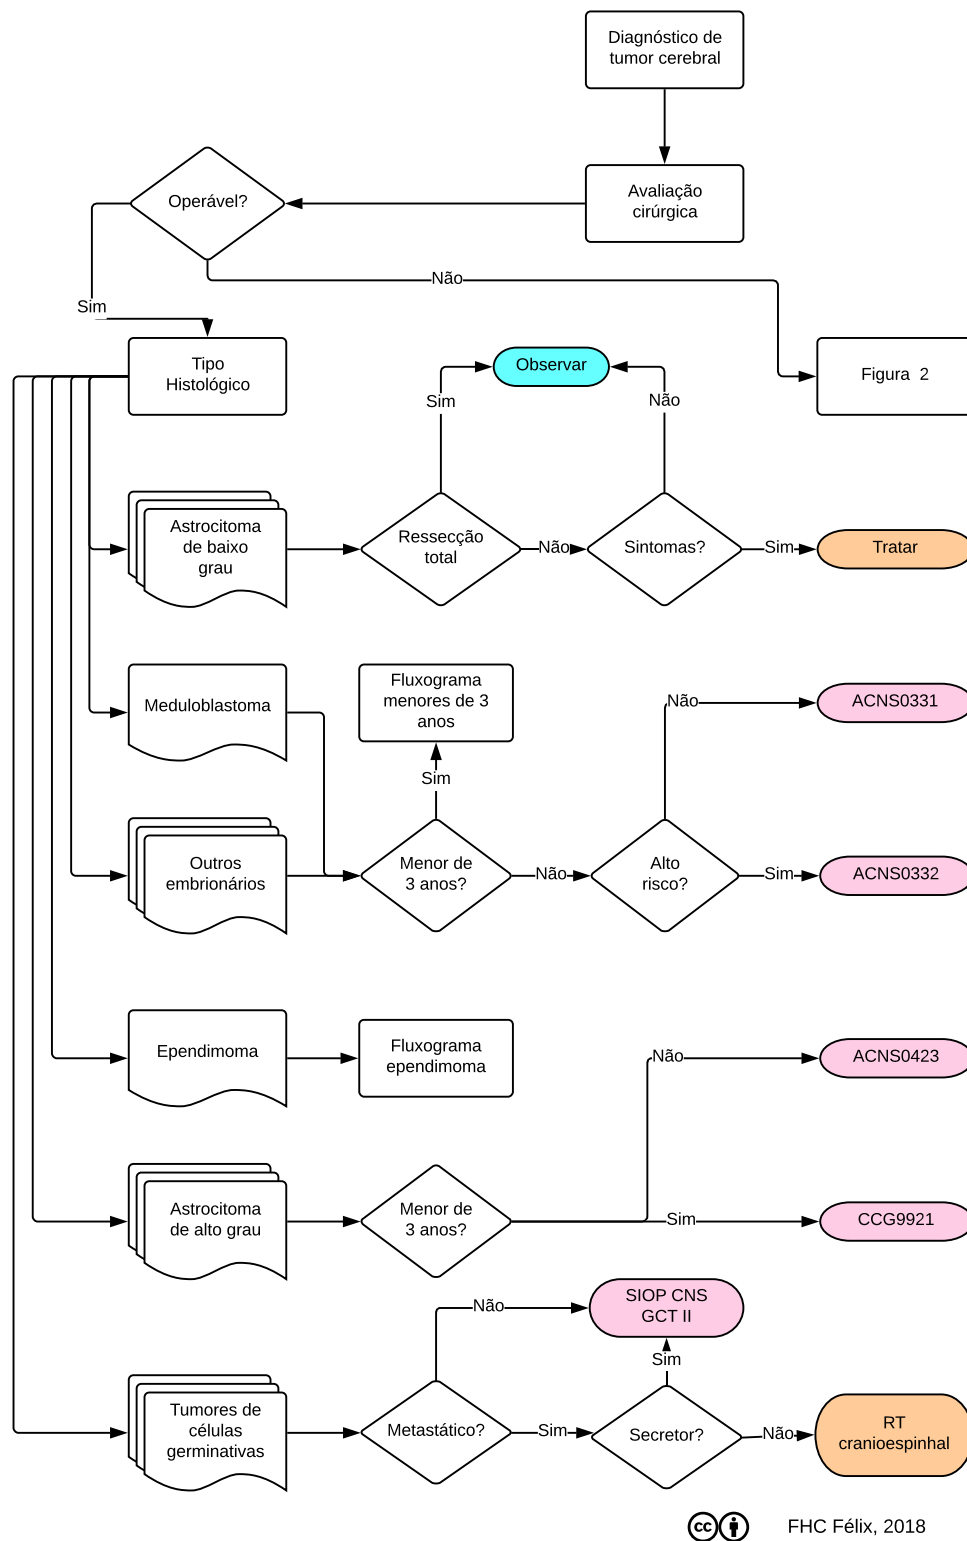 Diagnóstico de
tumor cerebral
Avaliação
cirúrgica
Operável?
Não
Sim
Tipo
Histológico
Observar
Figura 2
Sim
Não
Astrocitoma
de baixo
grau
Ressecção
total
Não
Sintomas?
Sim
Tratar
Meduloblastoma
Fluxograma
menores de 3
anos
Não
ACNS0331
Sim
Outros
embrionários
Menor de
3 anos?
Não
Alto
risco?
Sim
ACNS0332
Ependimoma
Fluxograma
ependimoma
Não
ACNS0423
Astrocitoma
de alto grau
Menor de
3 anos?
Sim
CCG9921
Não
SIOP CNS
GCT II
Sim
Tumores de
células
germinativas
Metastático?
Sim
Secretor?
Não
RT
cranioespinhal
cc
FHC Félix, 2018